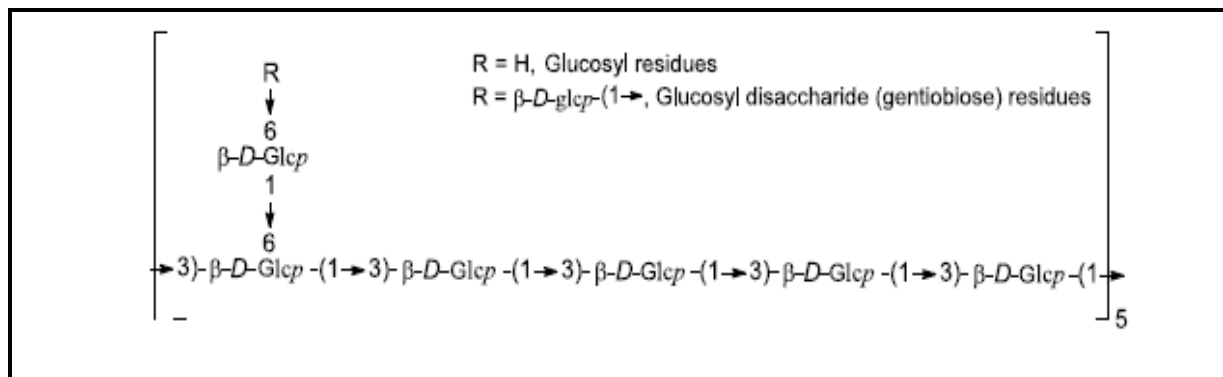 R = H, Glucosyl residues
R
R = β-D-glcp-(1→, Glucosyl disaccharide (gentiobiose) residues
6
β-D-Glcp
1
6
→3)-β-D-Glcp -(1→3)- β-D-Glcp -(1→3)- β-D-Glcp -(1→3)- β-D-Glcp -(1→3)- β-D-Glcp -(1→
5